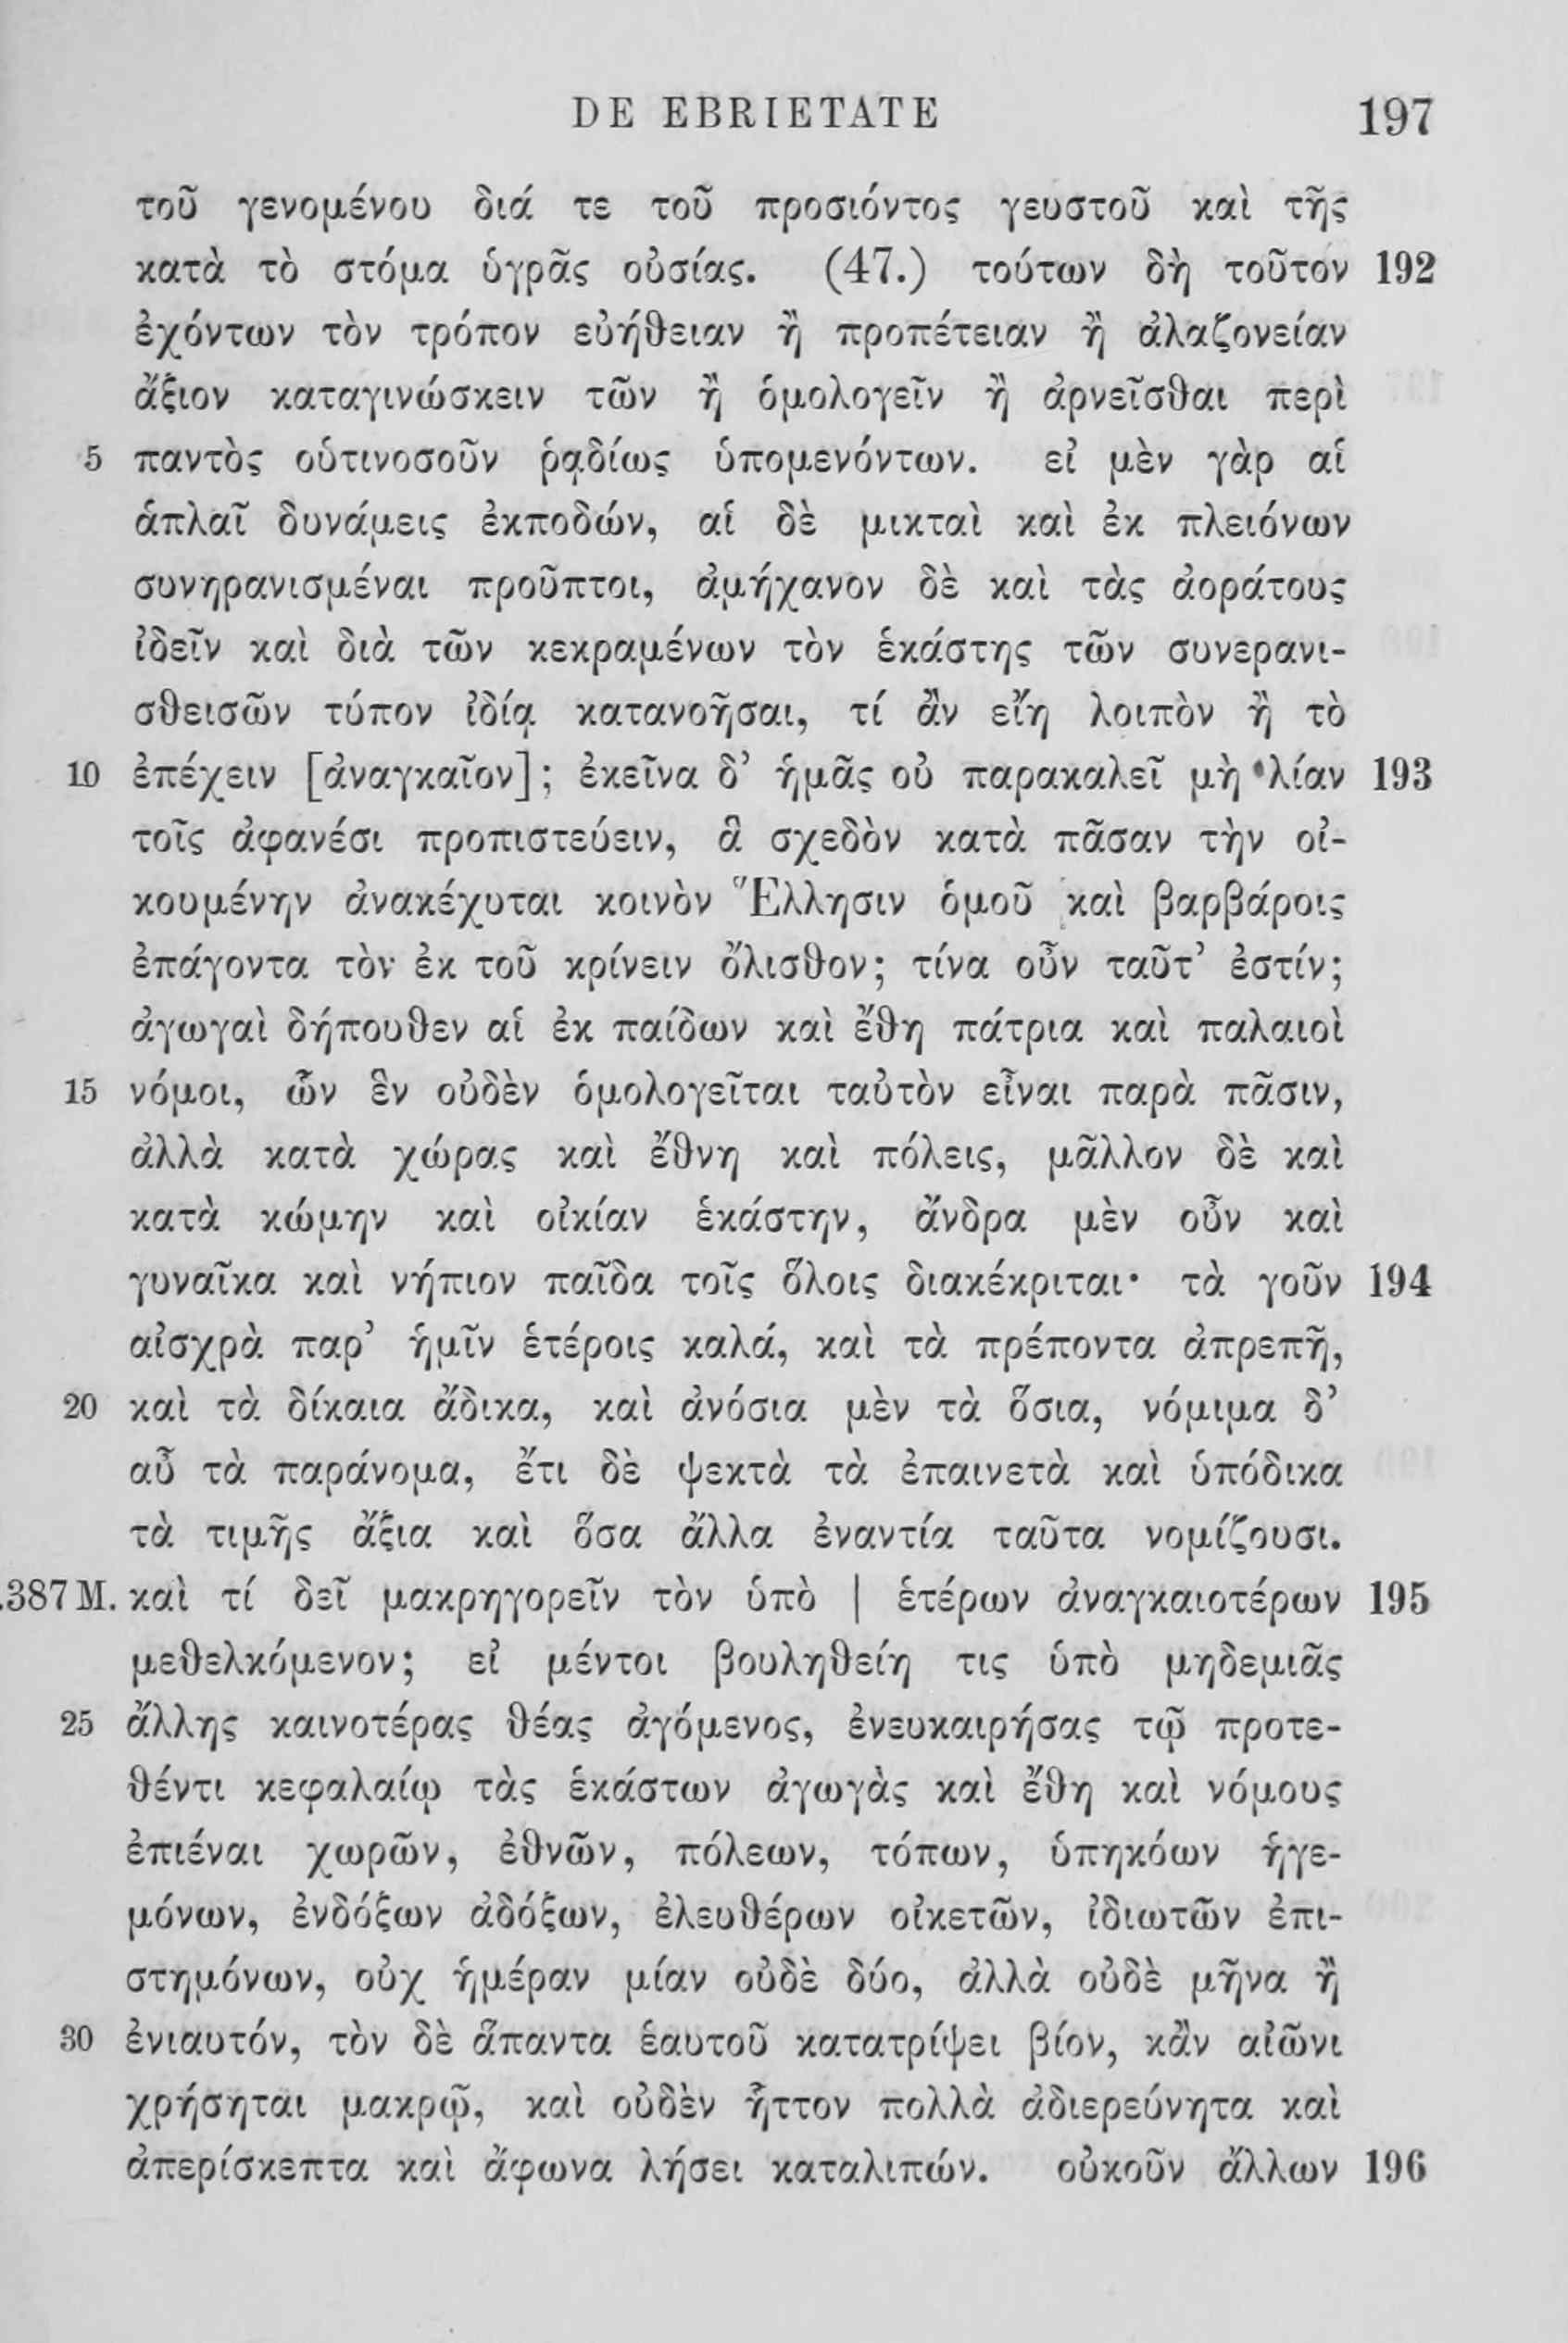 DE EBRIETATE 197
τοῦ γενομένου διά τε τοῦ προσιόντος γευστοῦ καὶ τῆς
κατὰ τὸ στόμα ὑγρᾶς οὐσίας. (47.) τούτων δὴ τοῦτον 192
ἐχόντων τὸν τρόπον εὐήθειαν ἢ προπέτειαν ἢ ἀλαζονείαν
ἄξιον καταγινώσκειν τῶν ἢ ὁμολογεῖν ἢ ἀρνεῖσθαι περὶ
5 παντὸς οὑτινοσοῦν ῥᾳδίως ὑπομενόντων. εἰ μὲν γὰρ αἱ
ἁπλαῖ δυνάμεις ἐκποδών, αἱ δὲ μικταὶ καὶ ἐκ πλειόνων
συνηρανισμέναι προῦπτοι, ἀμήχανον δὲ καὶ τὰς ἀοράτους
ἰδεῖν καὶ διὰ τῶν κεκραμένων τὸν ἑκάστης τῶν συνερανι-
σθεισῶν τύπον ἰδίᾳ κατανοῆσαι, τί ἂν εἴη λοιπὸν ἢ τὸ
10 ἐπέχειν [ἀναγκαῖον]; ἐκεῖνα δ’ ἡμᾶς οὐ παρακαλεῖ μὴ λίαν 193
τοῖς ἀφανέσι προπιστεύειν, ἃ σχεδὸν κατὰ πᾶσαν τὴν οἰ-
κουμένην ἀνακέχυται κοινὸν Ἕλλησιν ὁμοῦ καὶ βαρβάροις
ἐπάγοντα τὸν ἐκ τοῦ κρίνειν ὄλισθον; τίνα οὖν ταῦτ’ ἐστίν;
ἀγωγαὶ δήπουθεν αἱ ἐκ παίδων καὶ ἔθη πάτρια καὶ παλαιοὶ
15 νόμοι, ὧν ἓν οὐδὲν ὁμολογεῖται ταὐτὸν εἶναι παρὰ πᾶσιν,
ἀλλὰ κατὰ χώρας καὶ ἔθνη καὶ πόλεις, μᾶλλον δὲ καὶ
κατὰ κώμην καὶ οἰκίαν ἑκάστην, ἄνδρα μὲν οὖν καὶ
γυναῖκα καὶ νήπιον παῖδα τοῖς ὅλοις διακέκριται· τὰ γοῦν 194
αἰσχρὰ παρ’ ἡμῖν ἑτέροις καλά, καὶ τὰ πρέποντα ἀπρεπῆ,
20 καὶ τὰ δίκαια ἄδικα, καὶ ἀνόσια μὲν τὰ ὅσια, νόμιμα δ’
αὖ τὰ παράνομα, ἔτι δὲ ψεκτὰ τὰ ἐπαινετὰ καὶ ὑπόδικα
τὰ τιμῆς ἄξια καὶ ὅσα ἄλλα ἐναντία ταῦτα νομίζουσι.
.387 M. καὶ τί δεῖ μακρηγορεῖν τὸν ὑπὸ | ἑτέρων ἀναγκαιοτέρων 195
μεθελκόμενον; εἰ μέντοι βουληθείη τις ὑπὸ μηδεμιᾶς
25 ἄλλης καινοτέρας θέας ἀγόμενος, ἐνευκαιρήσας τῷ προτε-
θέντι κεφαλαίῳ τὰς ἑκάστων ἀγωγὰς καὶ ἔθη καὶ νόμους
ἐπιέναι χωρῶν, ἐθνῶν, πόλεων, τόπων, ὑπηκόων ἡγε-
μόνων, ἐνδόξων ἀδόξων, ἐλευθέρων οἰκετῶν, ἰδιωτῶν ἐπι-
στημόνων, οὐχ ἡμέραν μίαν οὐδὲ δύο, ἀλλὰ οὐδὲ μῆνα ἢ
30 ἐνιαυτόν, τὸν δὲ ἅπαντα ἑαυτοῦ κατατρίψει βίον, κἂν αἰῶνι
χρήσηται μακρῷ, καὶ οὐδὲν ἧττον πολλὰ ἀδιερεύνητα καὶ
ἀπερίσκεπτα καὶ ἄφωνα λήσει καταλιπών. οὐκοῦν ἄλλων 196